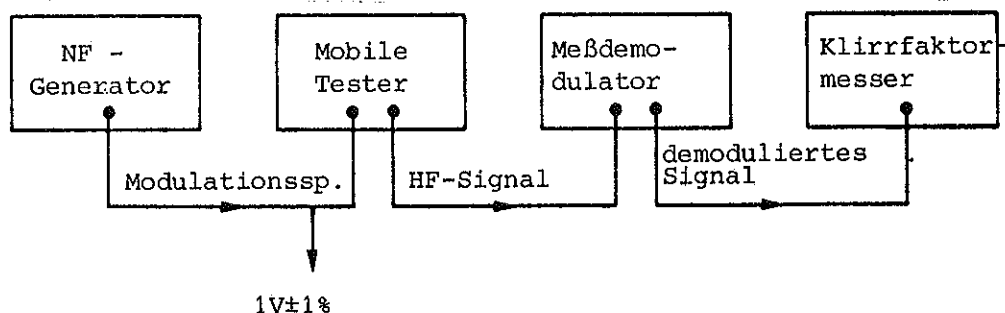 NF -
Generator
Mobile
Tester
Meßdemo-
dulator
Klirrfaktor-
messer
Modulationssp.
HF-Signal
demoduliertes
Signal
1V±1%